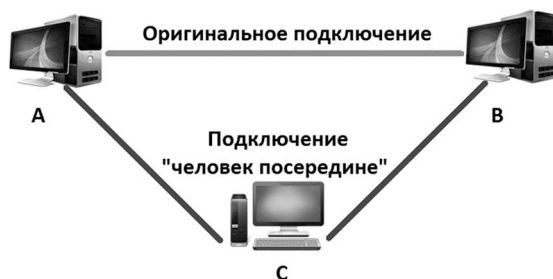 Оригинальное подключение
A
B
Подключение
"человек посередине"
C